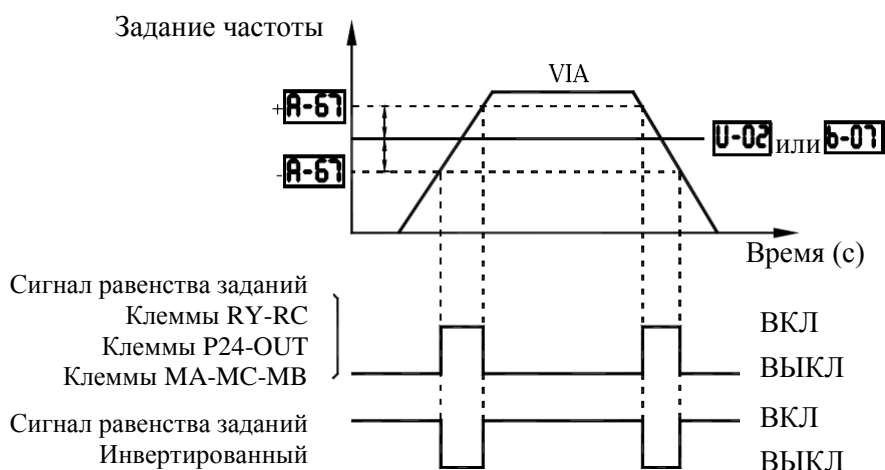 Задание частоты
VIA
+A-67
U-02 или b-07
-A-67
Время (с)
Сигнал равенства заданий
Клеммы RY-RC
ВКЛ
Клеммы P24-OUT
Клеммы MA-MC-MB
ВЫКЛ
Сигнал равенства заданий
ВКЛ
Инвертированный
ВЫКЛ